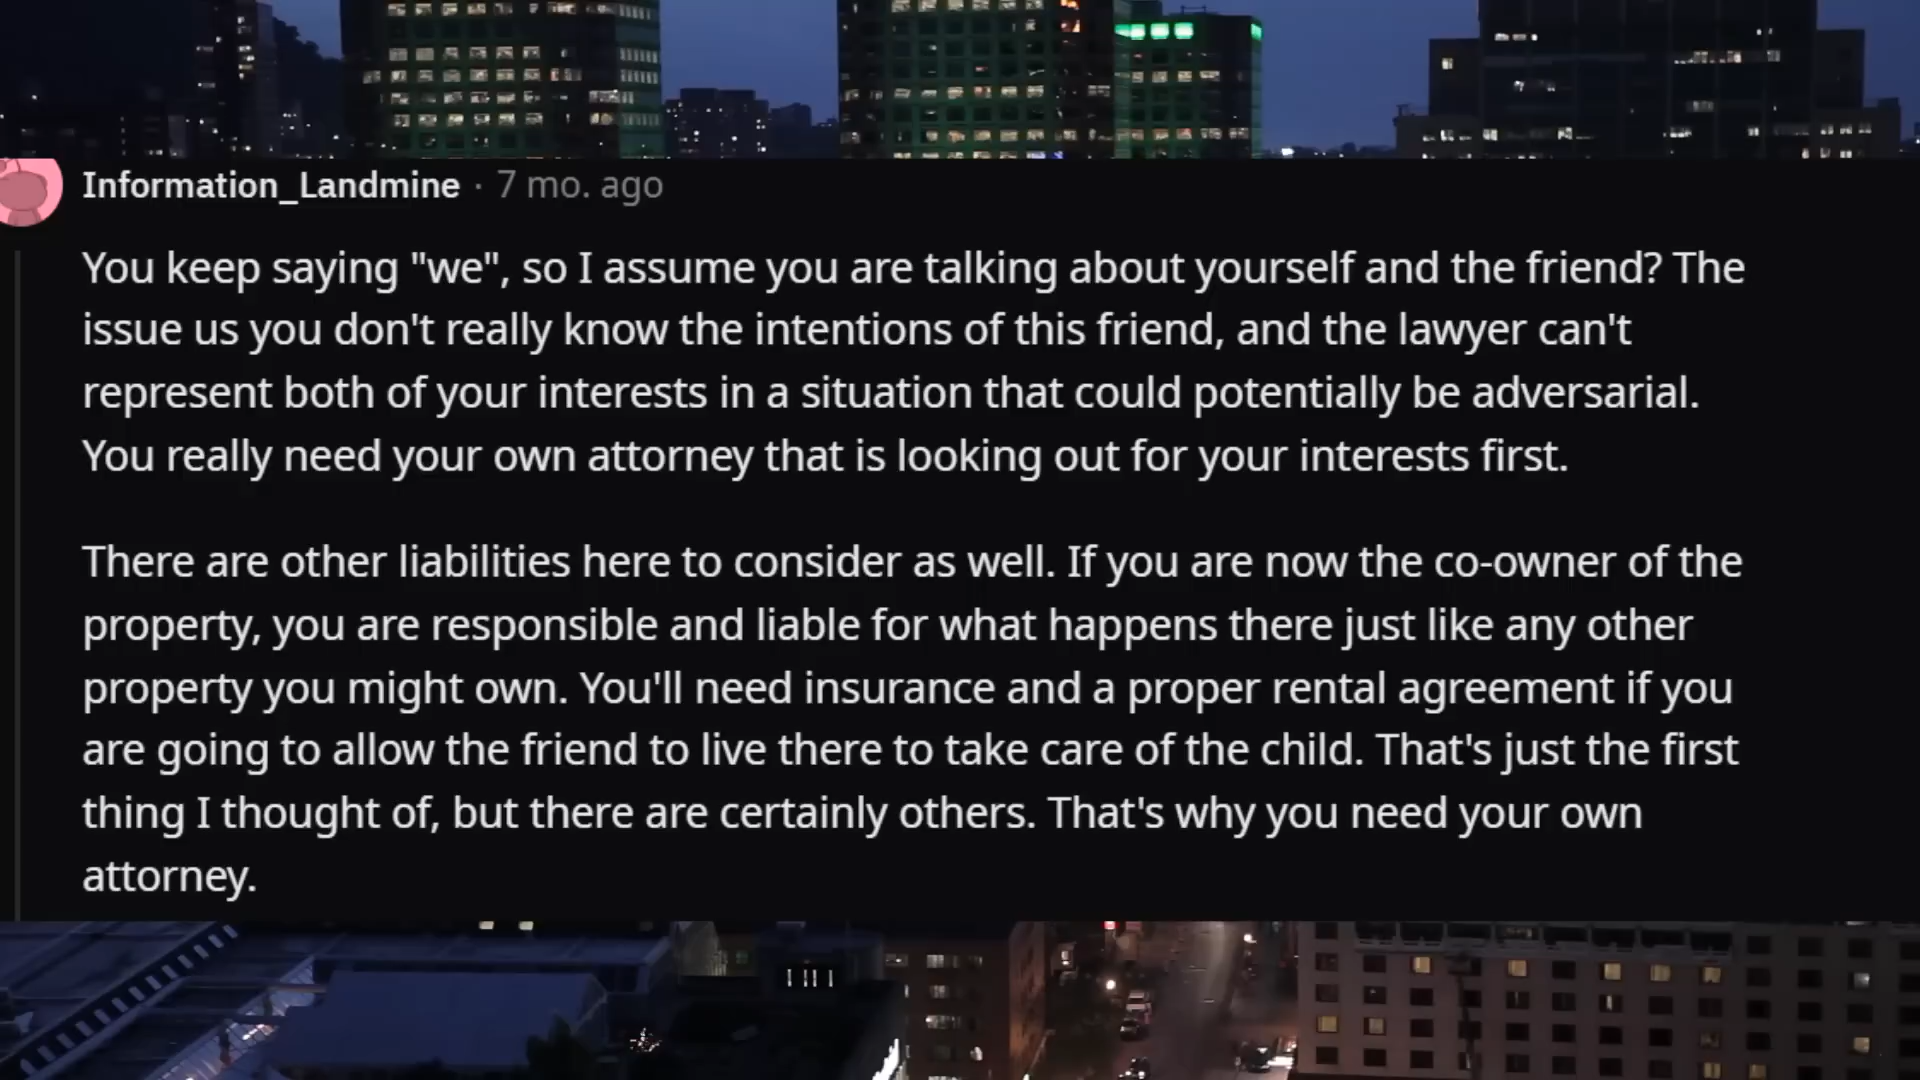 Information_Landmine · 7 mo. ago
You keep saying "we", so I assume you are talking about yourself and the friend? The
issue us you don't really know the intentions of this friend, and the lawyer can't
represent both of your interests in a situation that could potentially be adversarial.
You really need your own attorney that is looking out for your interests first.
There are other liabilities here to consider as well. If you are now the co-owner of the
property, you are responsible and liable for what happens there just like any other
property you might own. You'll need insurance and a proper rental agreement if you
are going to allow the friend to live there to take care of the child. That's just the first
thing I thought of, but there are certainly others. That's why you need your own
attorney.